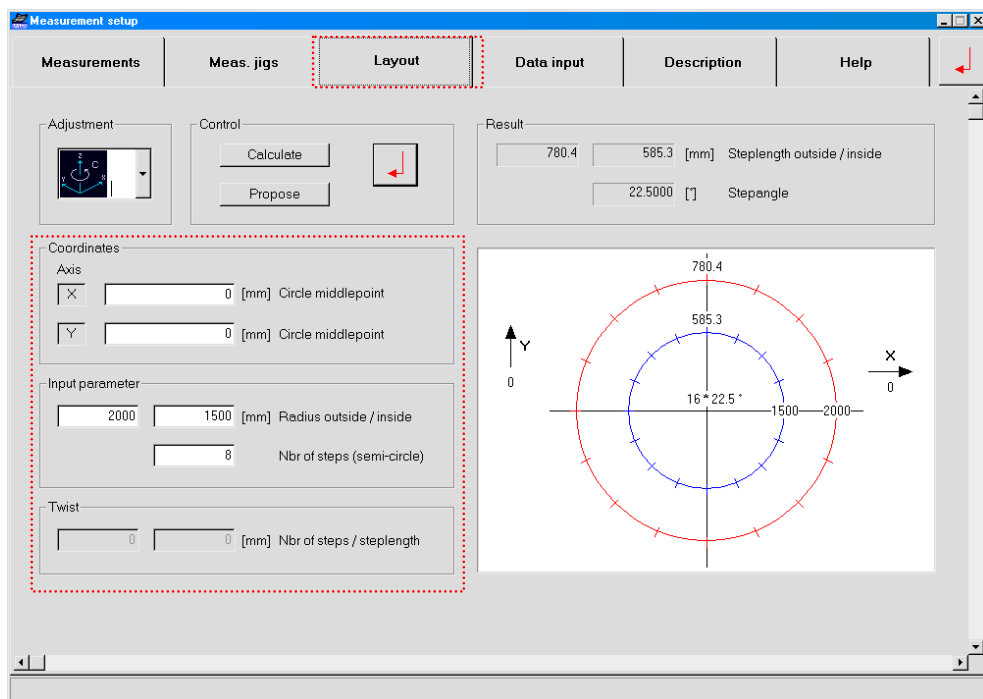 Measurement setup
Measurements
Meas. jigs
Layout
Data input
Description
Help
Adjustment
Z
C
Y
X
Control
Calculate
Propose
Result
780.4 585.3 [mm] Steplength outside / inside
22.5000 [°] Stepangle
Coordinates
Axis
X 0 [mm] Circle middlepoint
Y 0 [mm] Circle middlepoint
Input parameter
2000 1500 [mm] Radius outside / inside
8 Nbr of steps (semi-circle)
Twist
0 0 [mm] Nbr of steps / steplength
780.4
585.3
Y
0
X
0
16 * 22.5 °
1500 2000